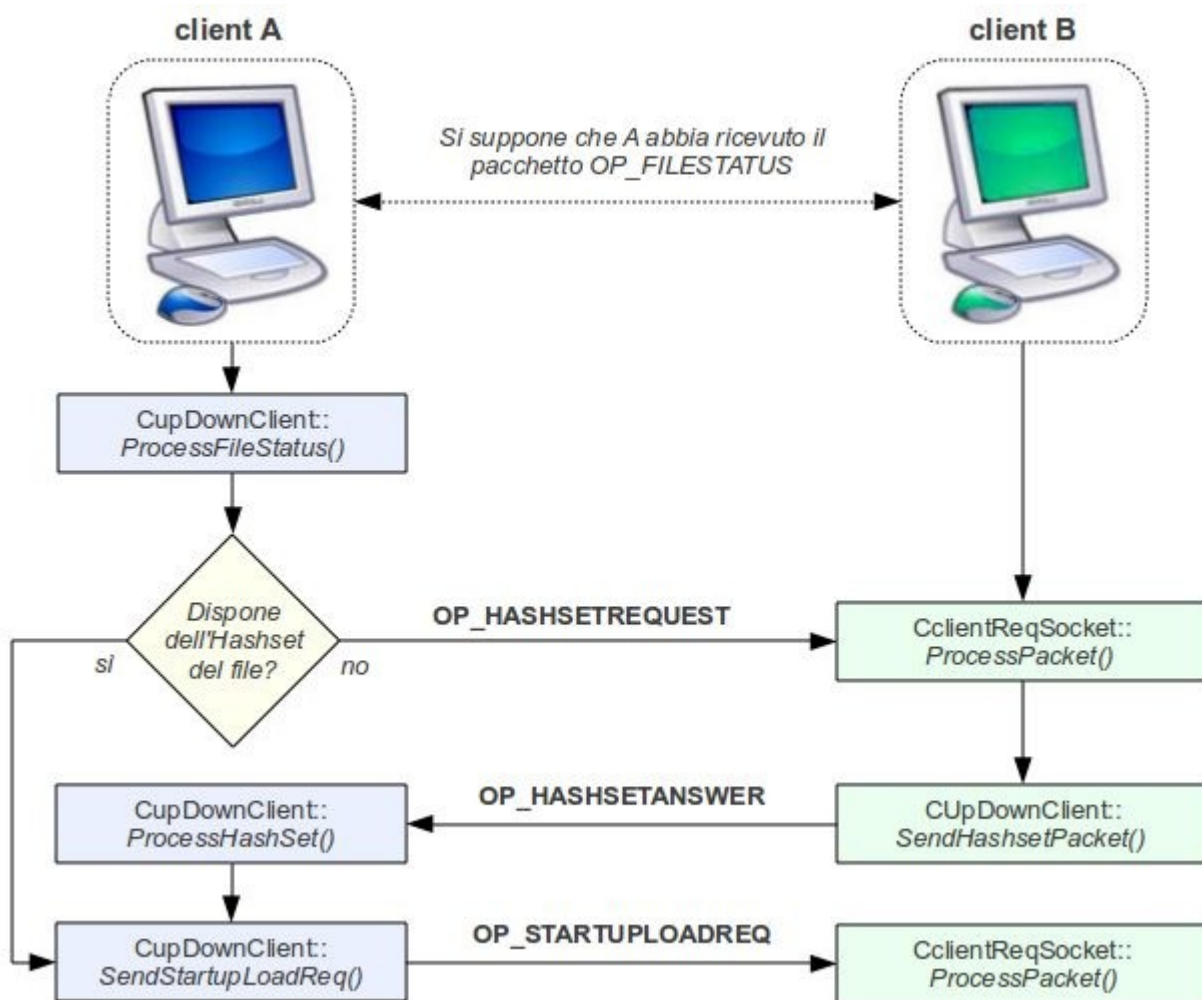 client A
client B
Si suppone che A abbia ricevuto il
pacchetto OP_FILESTATUS
CupDownClient::
ProcessFileStatus()
Dispone
dell'Hashset
del file?
sì
no
OP_HASHSETREQUEST
CclientReqSocket::
ProcessPacket()
OP_HASHSETANSWER
CupDownClient::
ProcessHashSet()
CUpDownClient::
SendHashsetPacket()
CupDownClient::
SendStartupLoadReq()
OP_STARTUPLOADREQ
CclientReqSocket::
ProcessPacket()